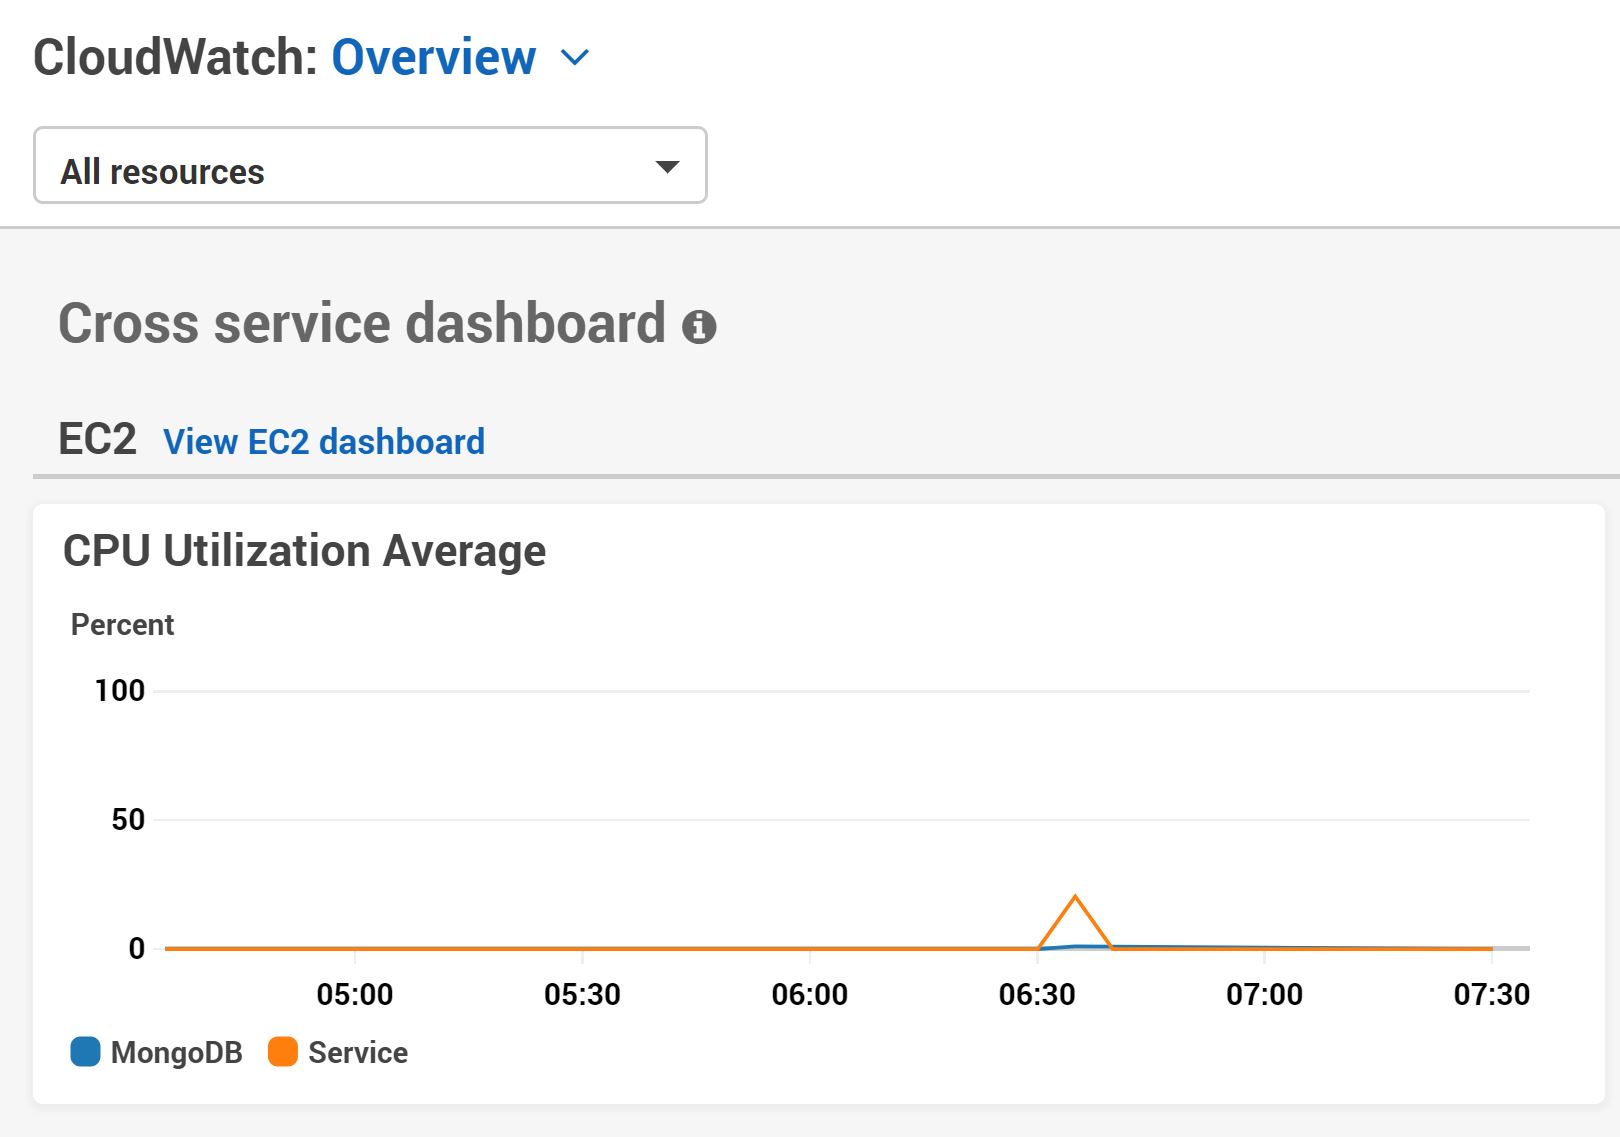 CloudWatch: Overview
All resources
Cross service dashboard
EC2 View EC2 dashboard
CPU Utilization Average
Percent
100
50
0
05:00 05:30 06:00 06:30 07:00 07:30
MongoDB Service